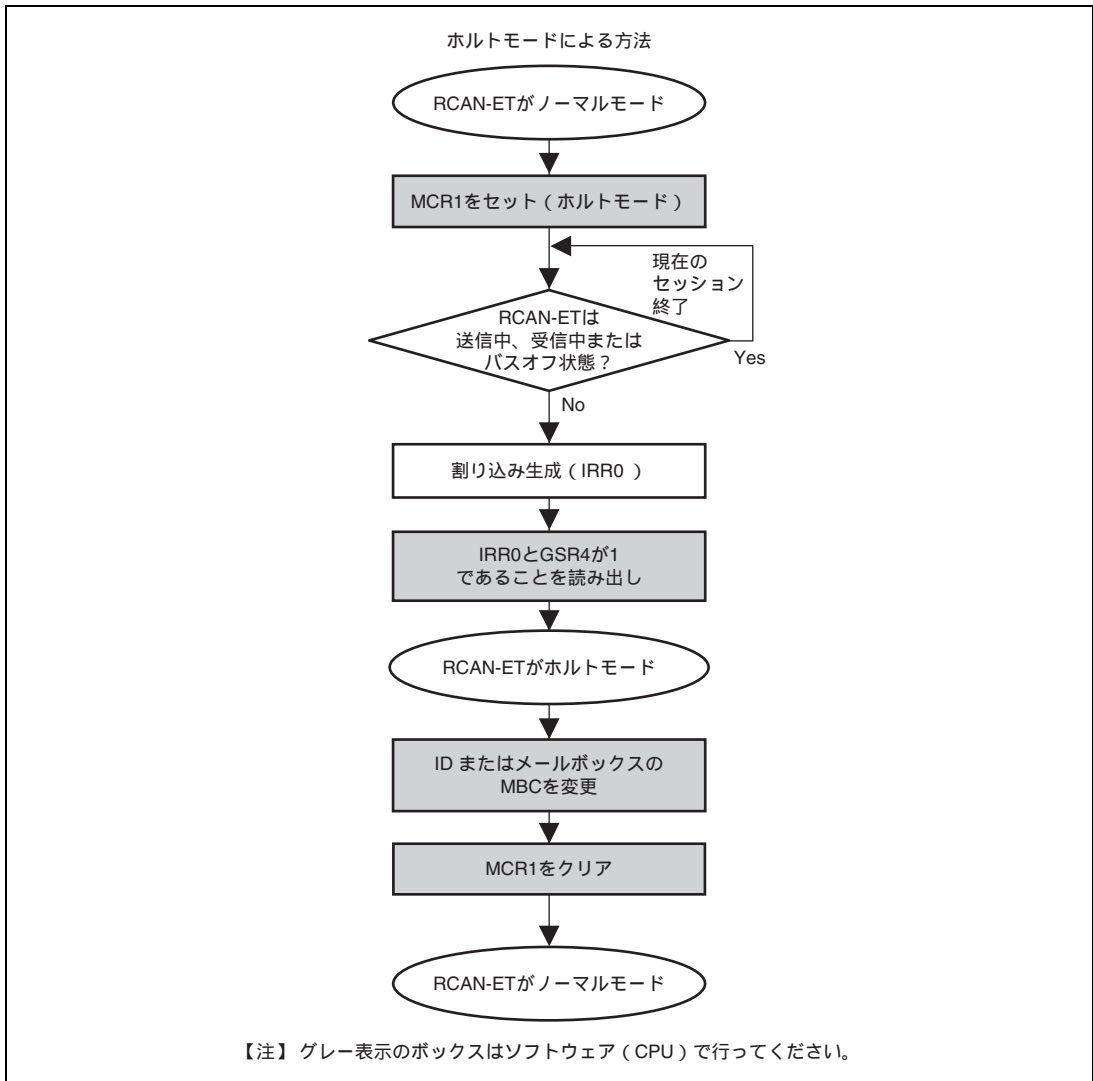 ホルトモードによる方法
RCAN-ETがノーマルモード
MCR1をセット（ホルトモード）
現在の
セッション
終了
RCAN-ETは
送信中、受信中または
バスオフ状態？
Yes
No
割り込み生成（IRR0 ）
IRR0とGSR4が1
であることを読み出し
RCAN-ETがホルトモード
ID またはメールボックスの
MBCを変更
MCR1をクリア
RCAN-ETがノーマルモード
【注】 グレー表示のボックスはソフトウェア（CPU）で行ってください。